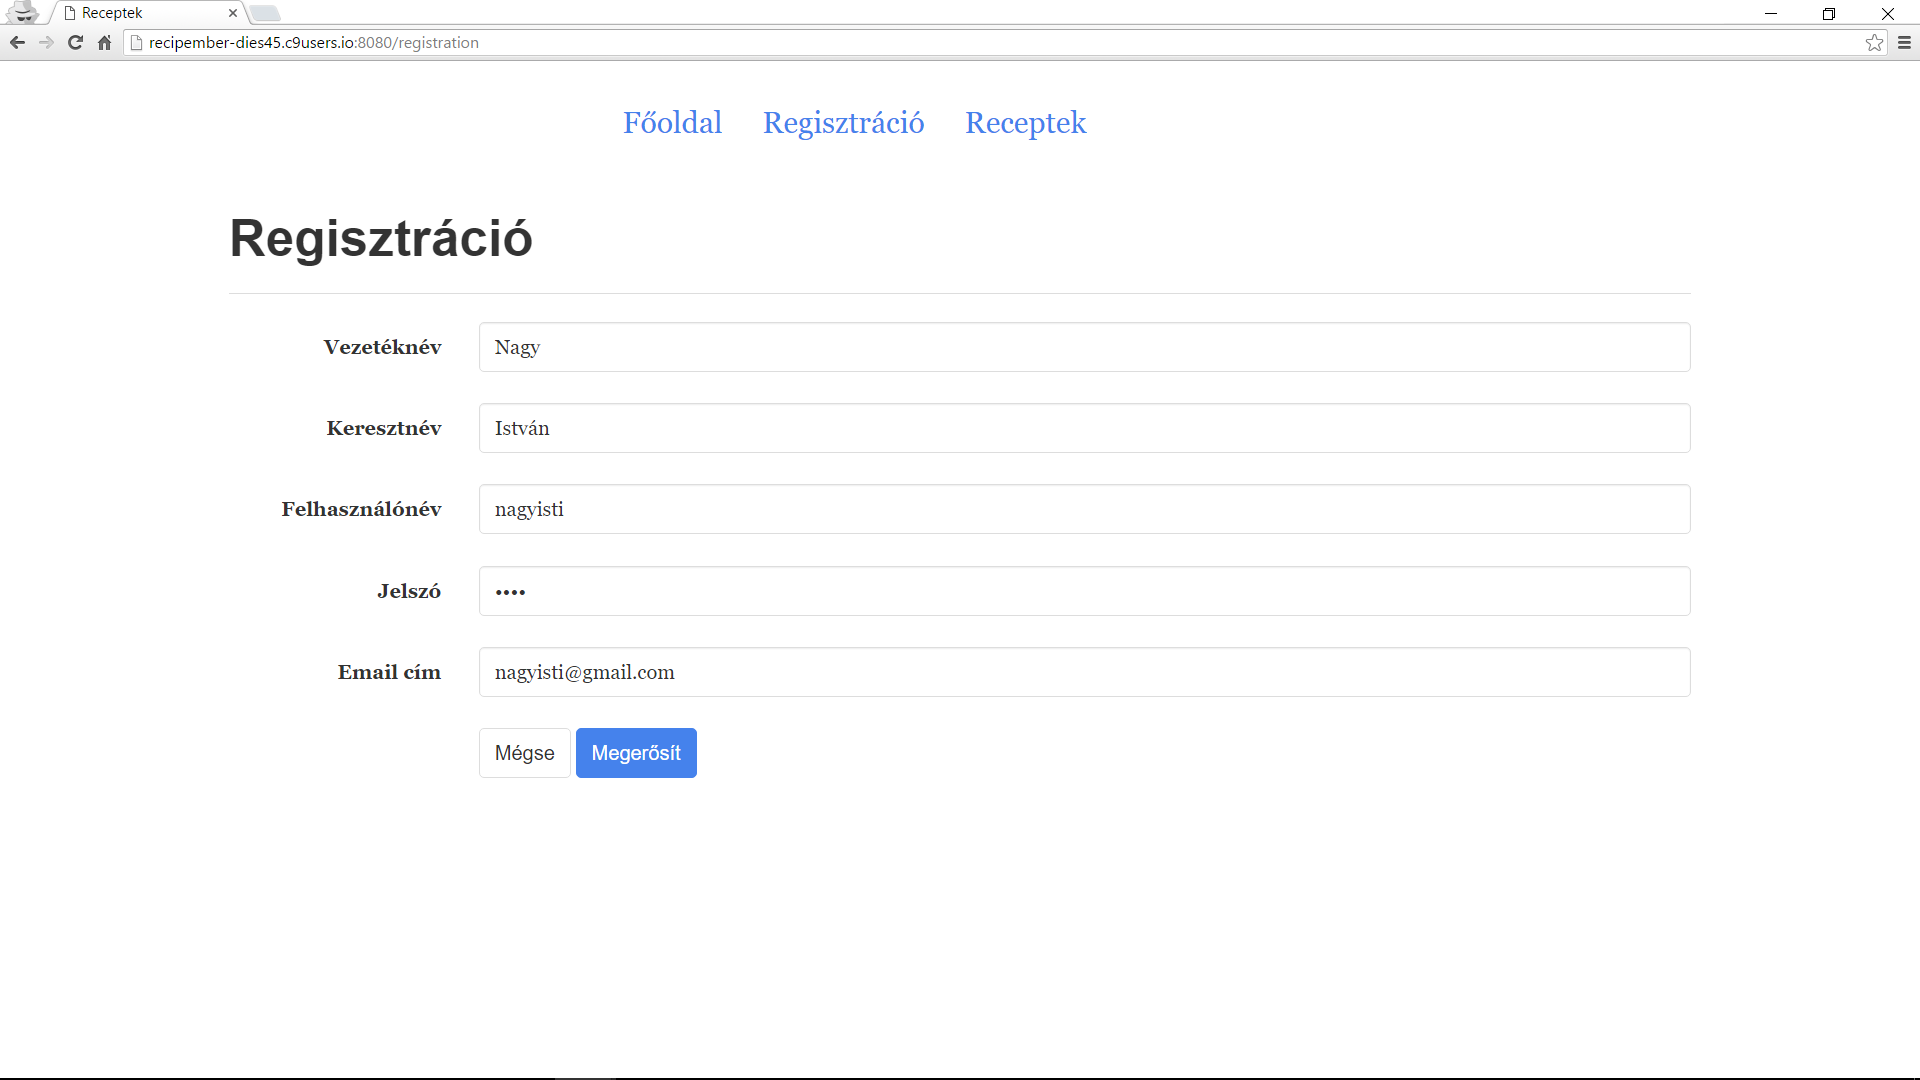 Receptek
recipember-dies45.c9users.io:8080/registration
Főoldal Regisztráció Receptek
Regisztráció
Vezetéknév Nagy
Keresztnév István
Felhasználónév nagyisti
Jelszó ••••
Email cím nagyisti@gmail.com
Mégse Megerősít